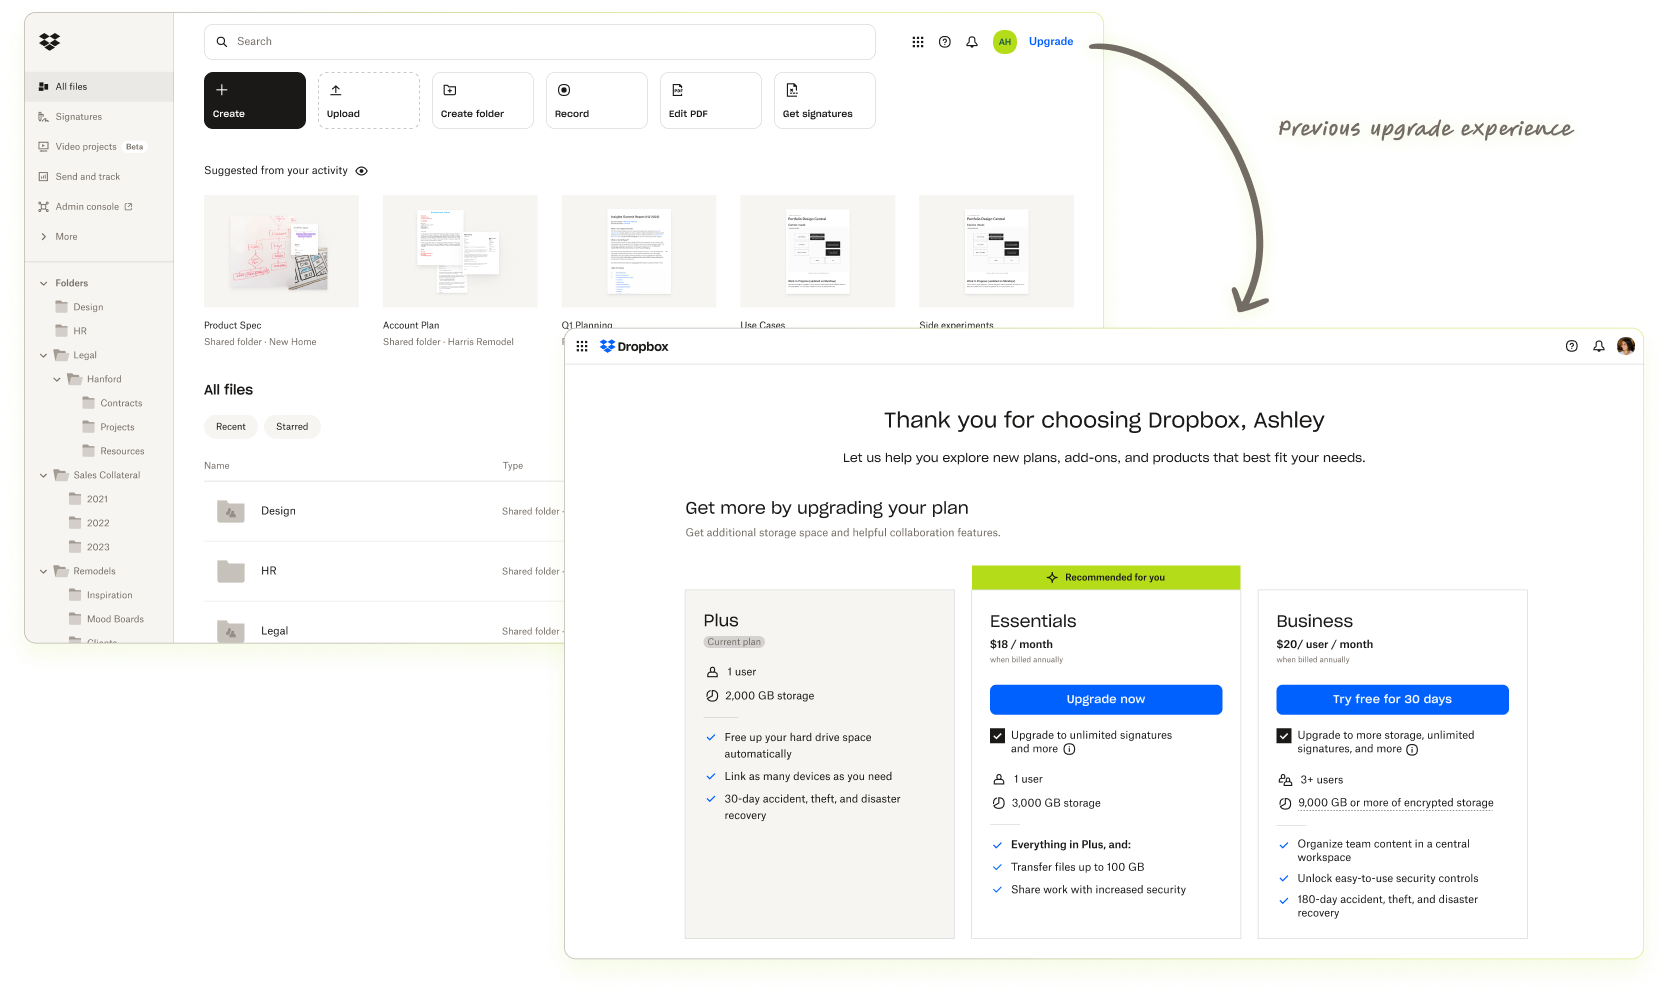 Search
AH
Upgrade
All files
Signatures
Video projects Beta
Send and track
Admin console
More
Folders
Design
HR
Legal
Hanford
Contracts
Projects
Resources
Sales Collateral
2021
2022
2023
Remodels
Inspiration
Mood Boards
Clients
Create
Upload
Create folder
Record
Edit PDF
Get signatures
Suggested from your activity
Portfolio Design Central
Portfolio Design Central
Product Spec
Shared folder · New Home
Account Plan
Shared folder · Harris Remodel
Q1 Planning
Use Cases
Side experiments
All files
Recent
Starred
Name
Type
Design
Shared folder ·
HR
Shared folder ·
Legal
Shared folder ·
Previous upgrade experience
Dropbox
Thank you for choosing Dropbox, Ashley
Let us help you explore new plans, add-ons, and products that best fit your needs.
Get more by upgrading your plan
Get additional storage space and helpful collaboration features.
Plus
Current plan
1 user
2,000 GB storage
Free up your hard drive space
automatically
Link as many devices as you need
30-day accident, theft, and disaster
recovery
Recommended for you
Essentials
$18 / month
when billed annually
Upgrade now
Upgrade to unlimited signatures
and more
1 user
3,000 GB storage
Everything in Plus, and:
Transfer files up to 100 GB
Share work with increased security
Business
$20/ user / month
when billed annually
Try free for 30 days
Upgrade to more storage, unlimited
signatures, and more
3+ users
9,000 GB or more of encrypted storage
Organize team content in a central
workspace
Unlock easy-to-use security controls
180-day accident, theft, and disaster
recovery